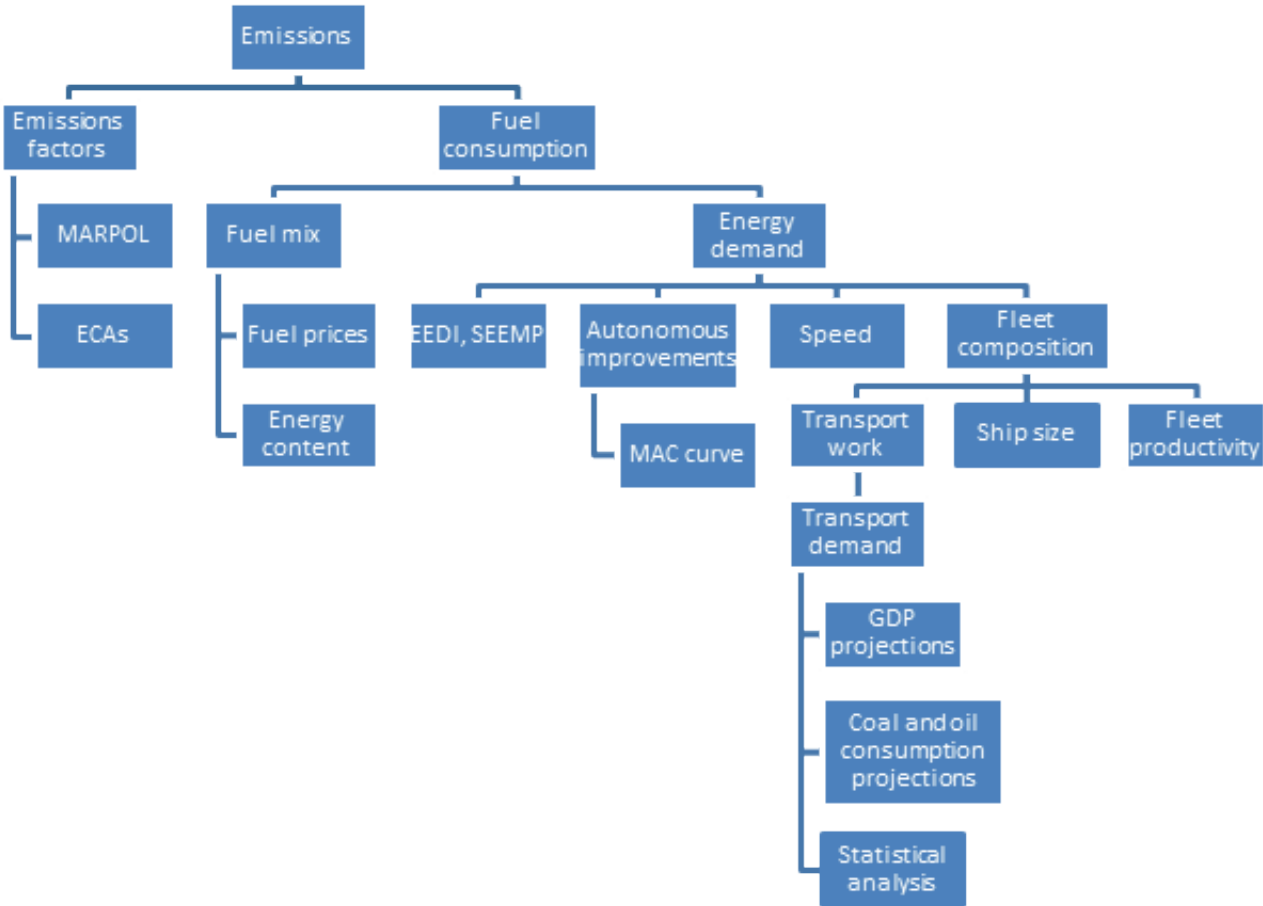 Emissions
Emissions
factors
Fuel
consumption
MARPOL
Fuel mix
Energy
demand
ECAs
Fuel prices
EEDI, SEEMP
Autonomous
improvements
Speed
Fleet
composition
Energy
content
MAC curve
Transport
work
Ship size
Fleet
productivity
Transport
demand
GDP
projections
Coal and oil
consumption
projections
Statistical
analysis